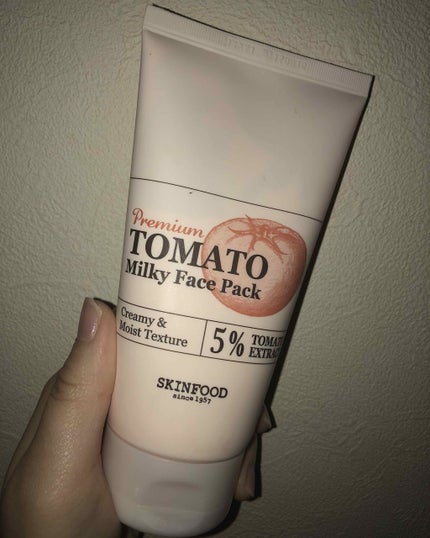 Premium
TOMATO
Milky Face Pack
Creamy &
Moist Texture
5%
SKINFOOD
since 1957